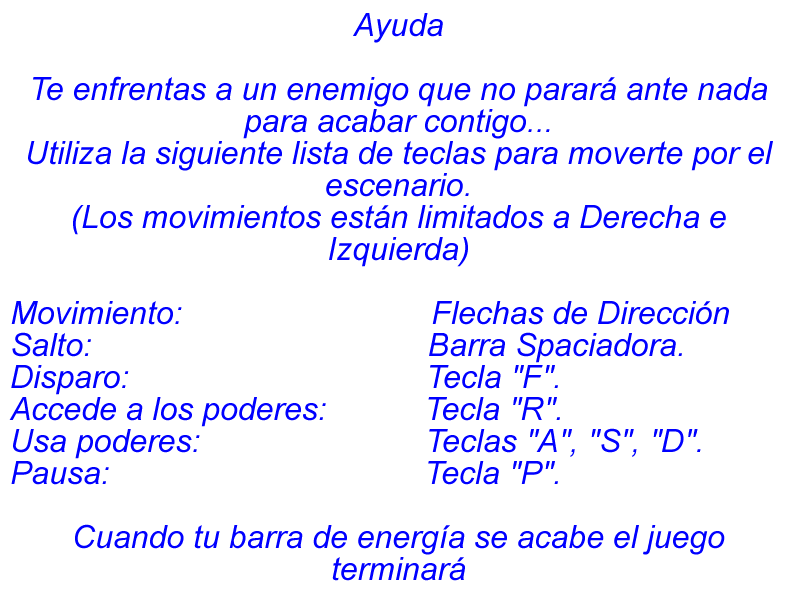 Ayuda
Te enfrentas a un enemigo que no parará ante nada
para acabar contigo...
Utiliza la siguiente lista de teclas para moverte por el
escenario.
(Los movimientos están limitados a Derecha e
Izquierda)
Movimiento: Flechas de Dirección
Salto: Barra Spaciadora.
Disparo: Tecla "F".
Accede a los poderes: Tecla "R".
Usa poderes: Teclas "A", "S", "D".
Pausa: Tecla "P".
Cuando tu barra de energía se acabe el juego
terminará